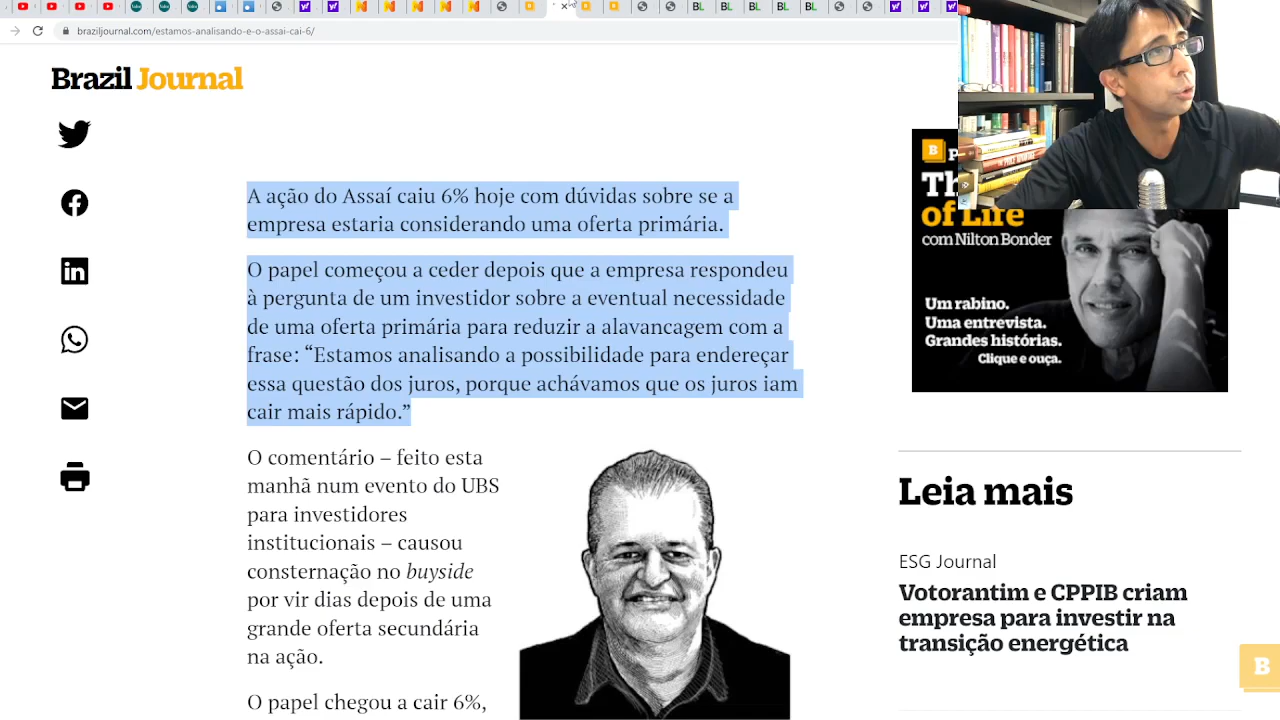 braziljournal.com/estamos-analisando-e-o-assai-cai-6/
Brazil Journal
A ação do Assaí caiu 6% hoje com dúvidas sobre se a
empresa estaria considerando uma oferta primária.
O papel começou a ceder depois que a empresa respondeu
à pergunta de um investidor sobre a eventual necessidade
de uma oferta primária para reduzir a alavancagem com a
frase: “Estamos analisando a possibilidade para endereçar
essa questão dos juros, porque achávamos que os juros iam
cair mais rápido.”
O comentário – feito esta
manhã num evento do UBS
para investidores
institucionais – causou
consternação no buyside
por vir dias depois de uma
grande oferta secundária
na ação.
O papel chegou a cair 6%,
of Life
com Nilton Bonder
Um rabino.
Uma entrevista.
Grandes histórias.
Clique e ouça.
Leia mais
ESG Journal
Votorantim e CPPIB criam
empresa para investir na
transição energética
B